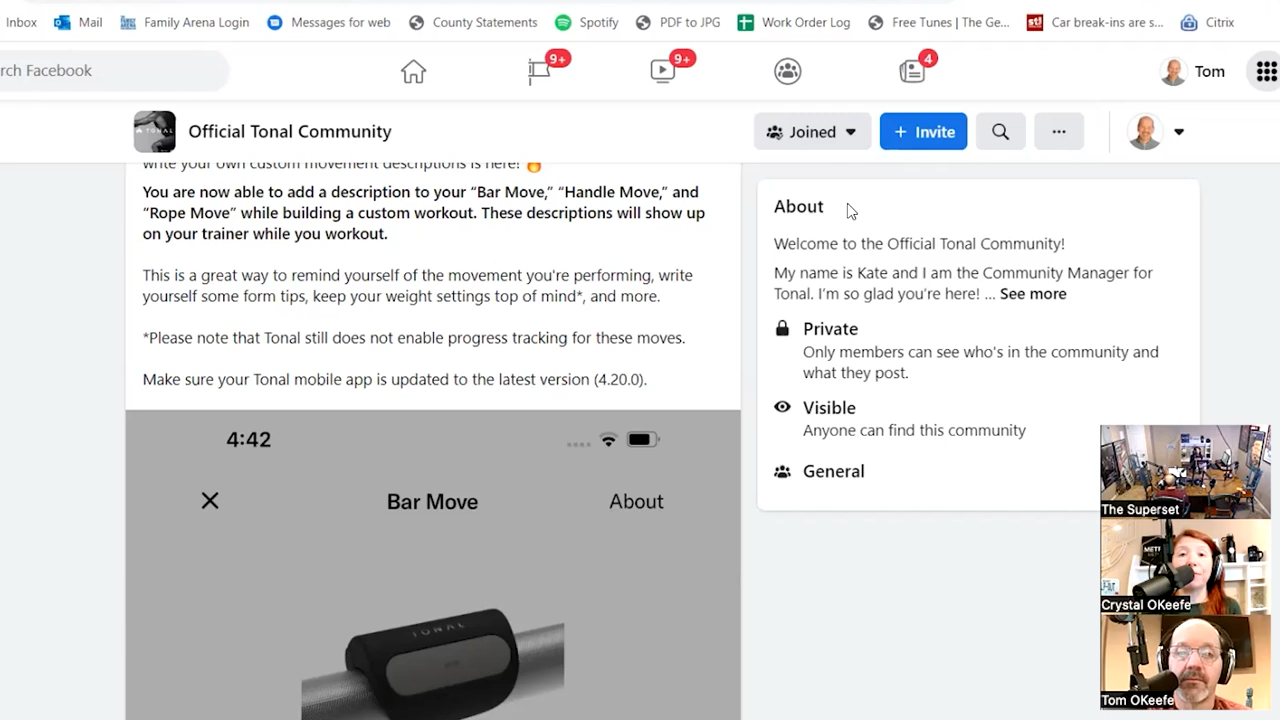 Inbox Mail Family Arena Login Messages for web County Statements Spotify PDF to JPG Work Order Log Free Tunes | The Ge... Car break-ins are s... Citrix
rch Facebook
9+
9+
4
Tom
Official Tonal Community
Joined
+ Invite
write your own custom movement descriptions is here!
You are now able to add a description to your “Bar Move,” “Handle Move,” and
“Rope Move” while building a custom workout. These descriptions will show up
on your trainer while you workout.
This is a great way to remind yourself of the movement you're performing, write
yourself some form tips, keep your weight settings top of mind*, and more.
*Please note that Tonal still does not enable progress tracking for these moves.
Make sure your Tonal mobile app is updated to the latest version (4.20.0).
4:42
Bar Move
About
TONAL
About
Welcome to the Official Tonal Community!
My name is Kate and I am the Community Manager for
Tonal. I’m so glad you’re here! ... See more
Private
Only members can see who's in the community and
what they post.
Visible
Anyone can find this community
General
The Superset
Crystal OKeefe
Tom OKeefe